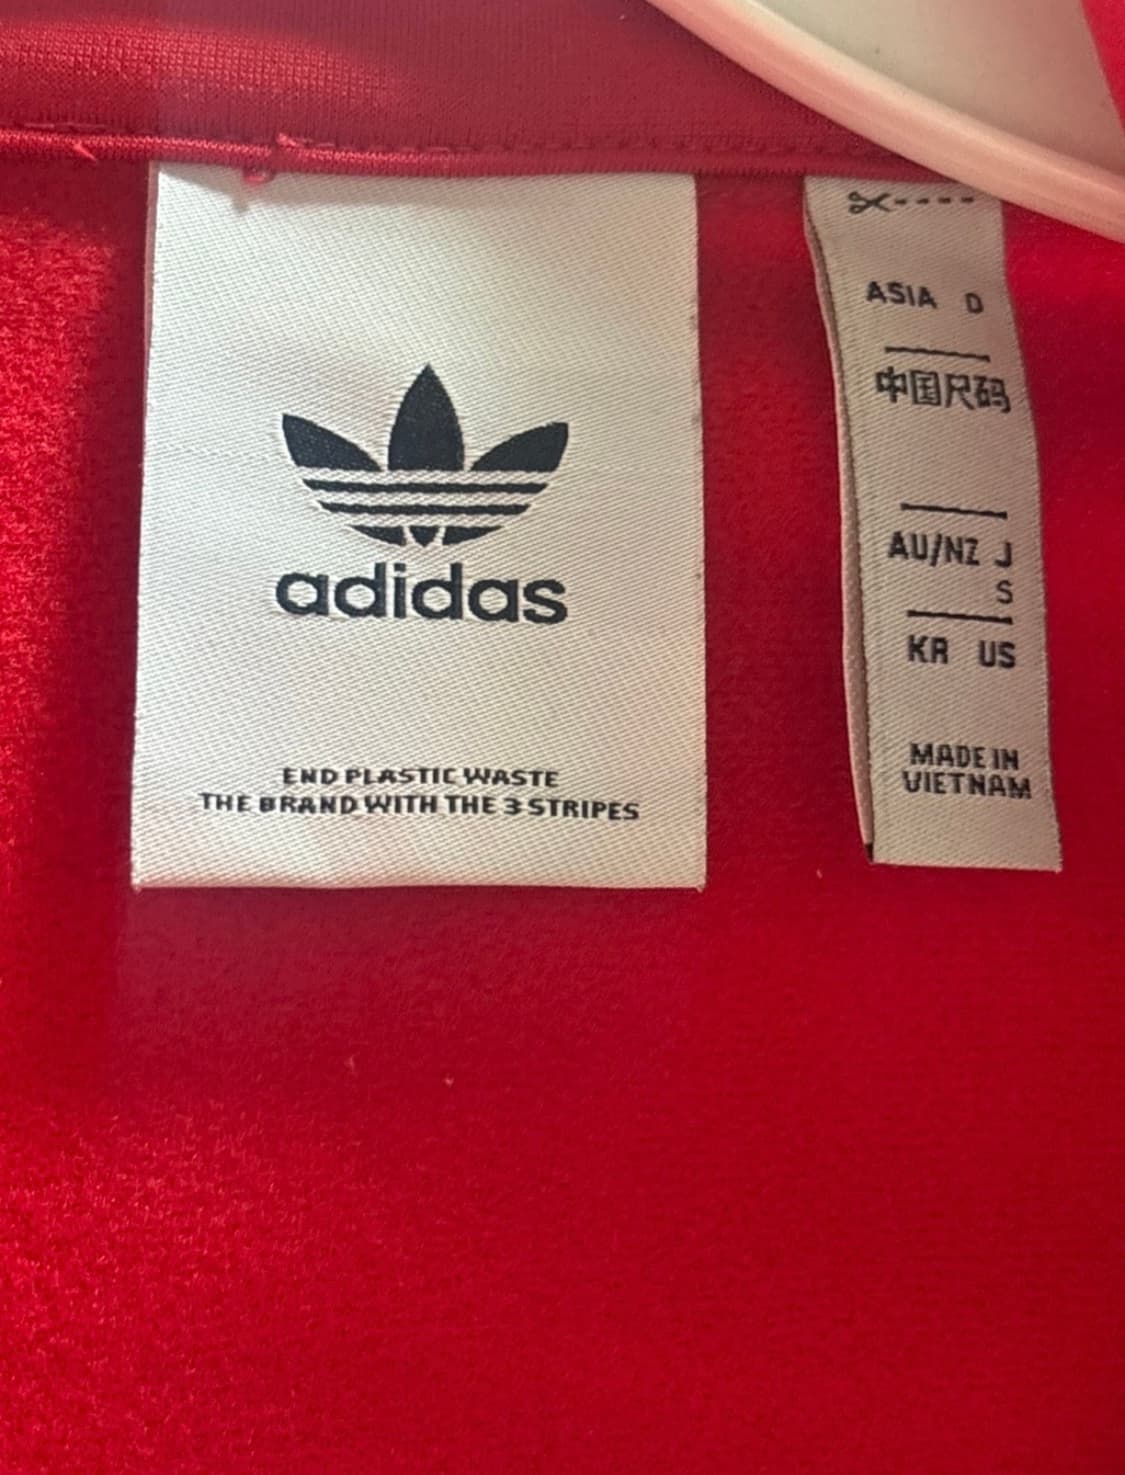 adidas
END PLASTIC WASTE
THE BRAND WITH THE 3 STRIPES
ASIA D
中国尺码
AU/NZ J
S
KR US
MADE IN
VIETNAM